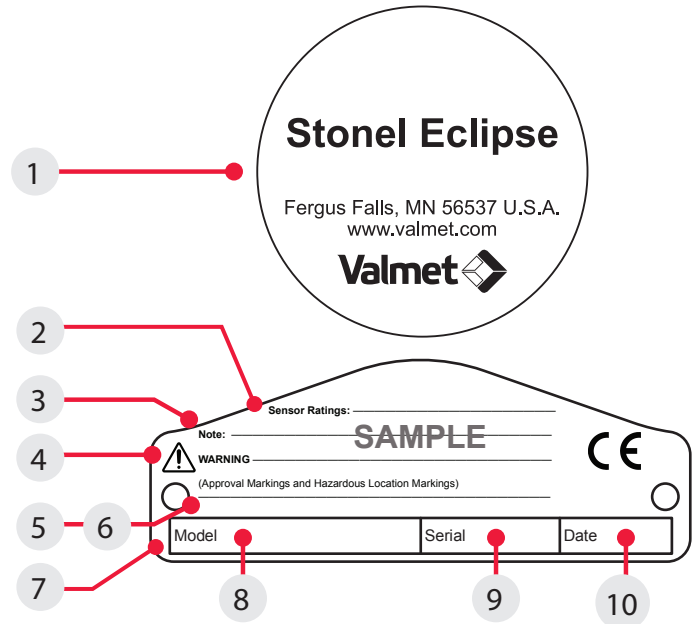 Stonel Eclipse
1
Fergus Falls, MN 56537 U.S.A.
www.valmet.com
Valmet
2
3
Sensor Ratings:
Note:
SAMPLE
4
WARNING
CE
(Approval Markings and Hazardous Location Markings)
5
6
Model
Serial
Date
7
8
9
10